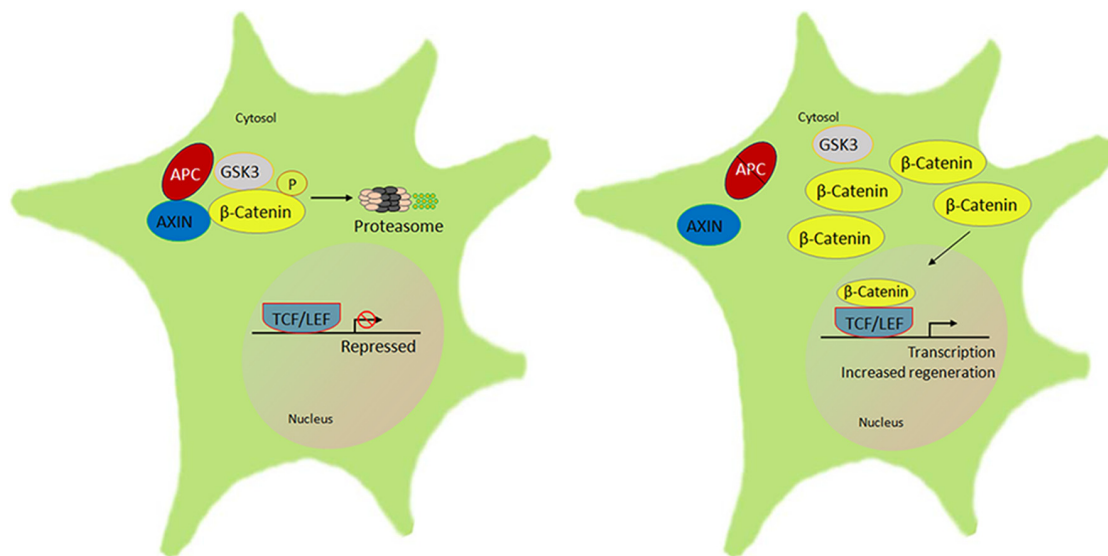 Cytosol
APC
GSK3
P
AXIN
β-Catenin
Proteasome
TCF/LEF
Repressed
Nucleus
Cytosol
GSK3
APC
β-Catenin
β-Catenin
β-Catenin
AXIN
β-Catenin
β-Catenin
TCF/LEF
Transcription
Increased regeneration
Nucleus